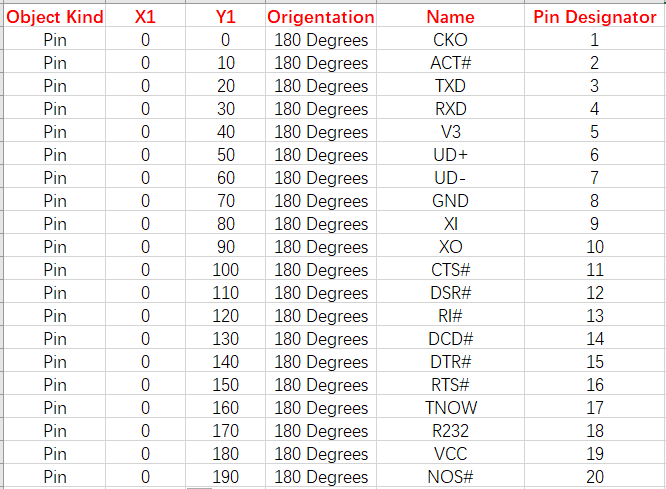 Object Kind X1 Y1 Origentation Name Pin Designator
Pin 0 0 180 Degrees CKO 1
Pin 0 10 180 Degrees ACT# 2
Pin 0 20 180 Degrees TXD 3
Pin 0 30 180 Degrees RXD 4
Pin 0 40 180 Degrees V3 5
Pin 0 50 180 Degrees UD+ 6
Pin 0 60 180 Degrees UD- 7
Pin 0 70 180 Degrees GND 8
Pin 0 80 180 Degrees XI 9
Pin 0 90 180 Degrees XO 10
Pin 0 100 180 Degrees CTS# 11
Pin 0 110 180 Degrees DSR# 12
Pin 0 120 180 Degrees RI# 13
Pin 0 130 180 Degrees DCD# 14
Pin 0 140 180 Degrees DTR# 15
Pin 0 150 180 Degrees RTS# 16
Pin 0 160 180 Degrees TNOW 17
Pin 0 170 180 Degrees R232 18
Pin 0 180 180 Degrees VCC 19
Pin 0 190 180 Degrees NOS# 20